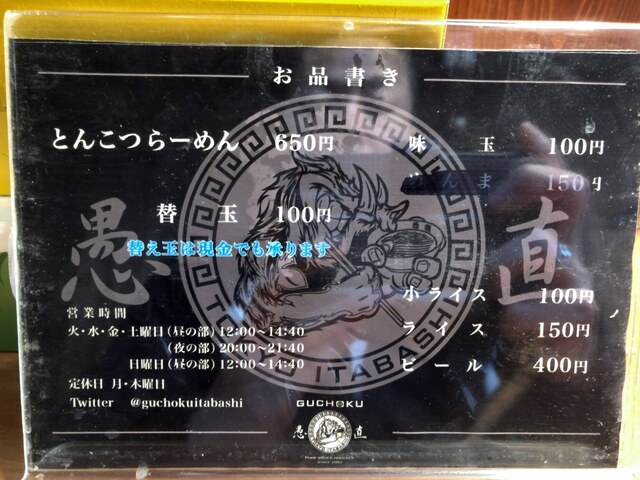 お品書き
とんこつらーめん 650円
味玉 100円
150円
替玉 100円
替え玉は現金でも承ります
愚直
小ライス 100円
ライス 150円
ビール 400円
営業時間
火・水・金・土曜日(昼の部)12:00〜14:40
(夜の部)20:00〜21:40
日曜日(昼の部)12:00〜14:40
定休日 月・木曜日
Twitter @guchokuitabashi
ITABASHI
GUCHOKU
愚直